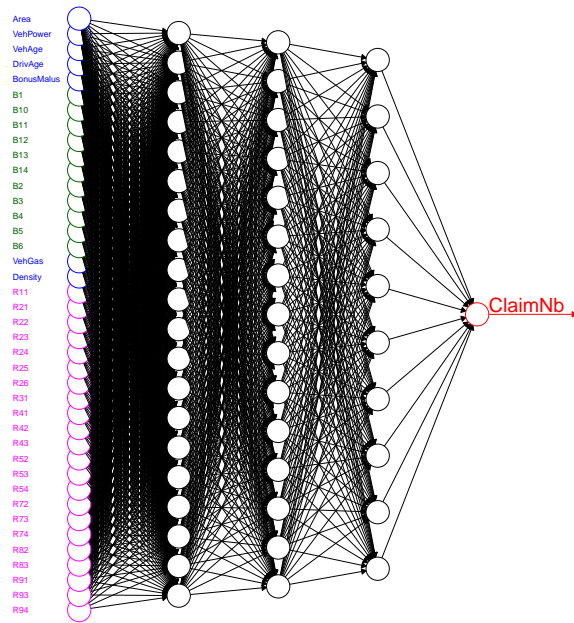 Area
VehPower
VehAge
DrivAge
BonusMalus
B1
B10
B11
B12
B13
B14
B2
B3
B4
B5
B6
VehGas
Density
R11
R21
R22
R23
R24
R25
R26
R31
R41
R42
R43
R52
R53
R54
R72
R73
R74
R82
R83
R91
R93
R94
ClaimNb